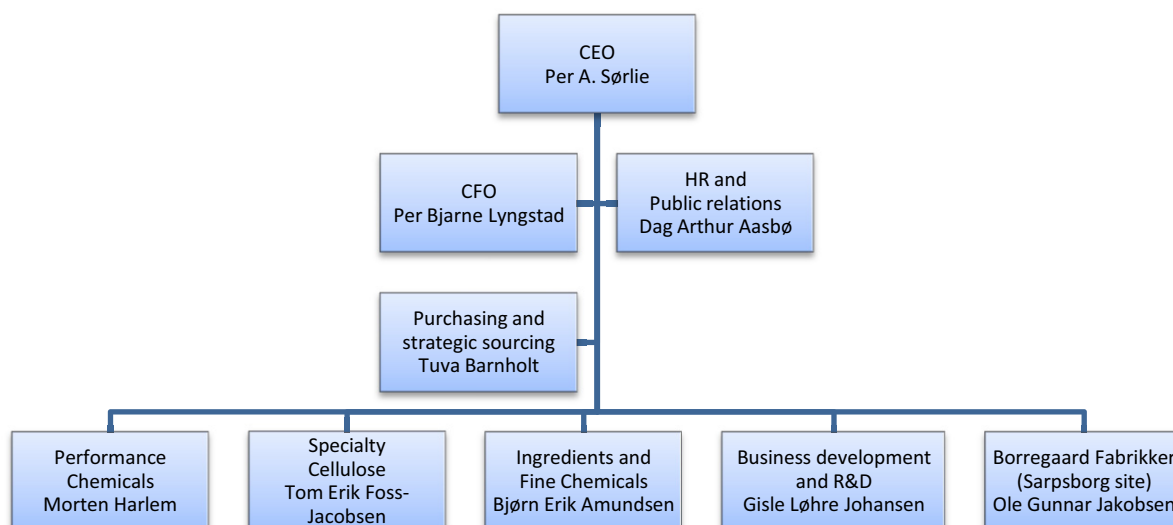 CEO
Per A. Sørlie
CFO
Per Bjarne Lyngstad
HR and
Public relations
Dag Arthur Aasbø
Purchasing and
strategic sourcing
Tuva Barnholt
Performance
Chemicals
Morten Harlem
Specialty
Cellulose
Tom Erik Foss-
Jacobsen
Ingredients and
Fine Chemicals
Bjørn Erik Amundsen
Business development
and R&D
Gisle Løhre Johansen
Borregaard Fabrikker
(Sarpsborg site)
Ole Gunnar Jakobsen